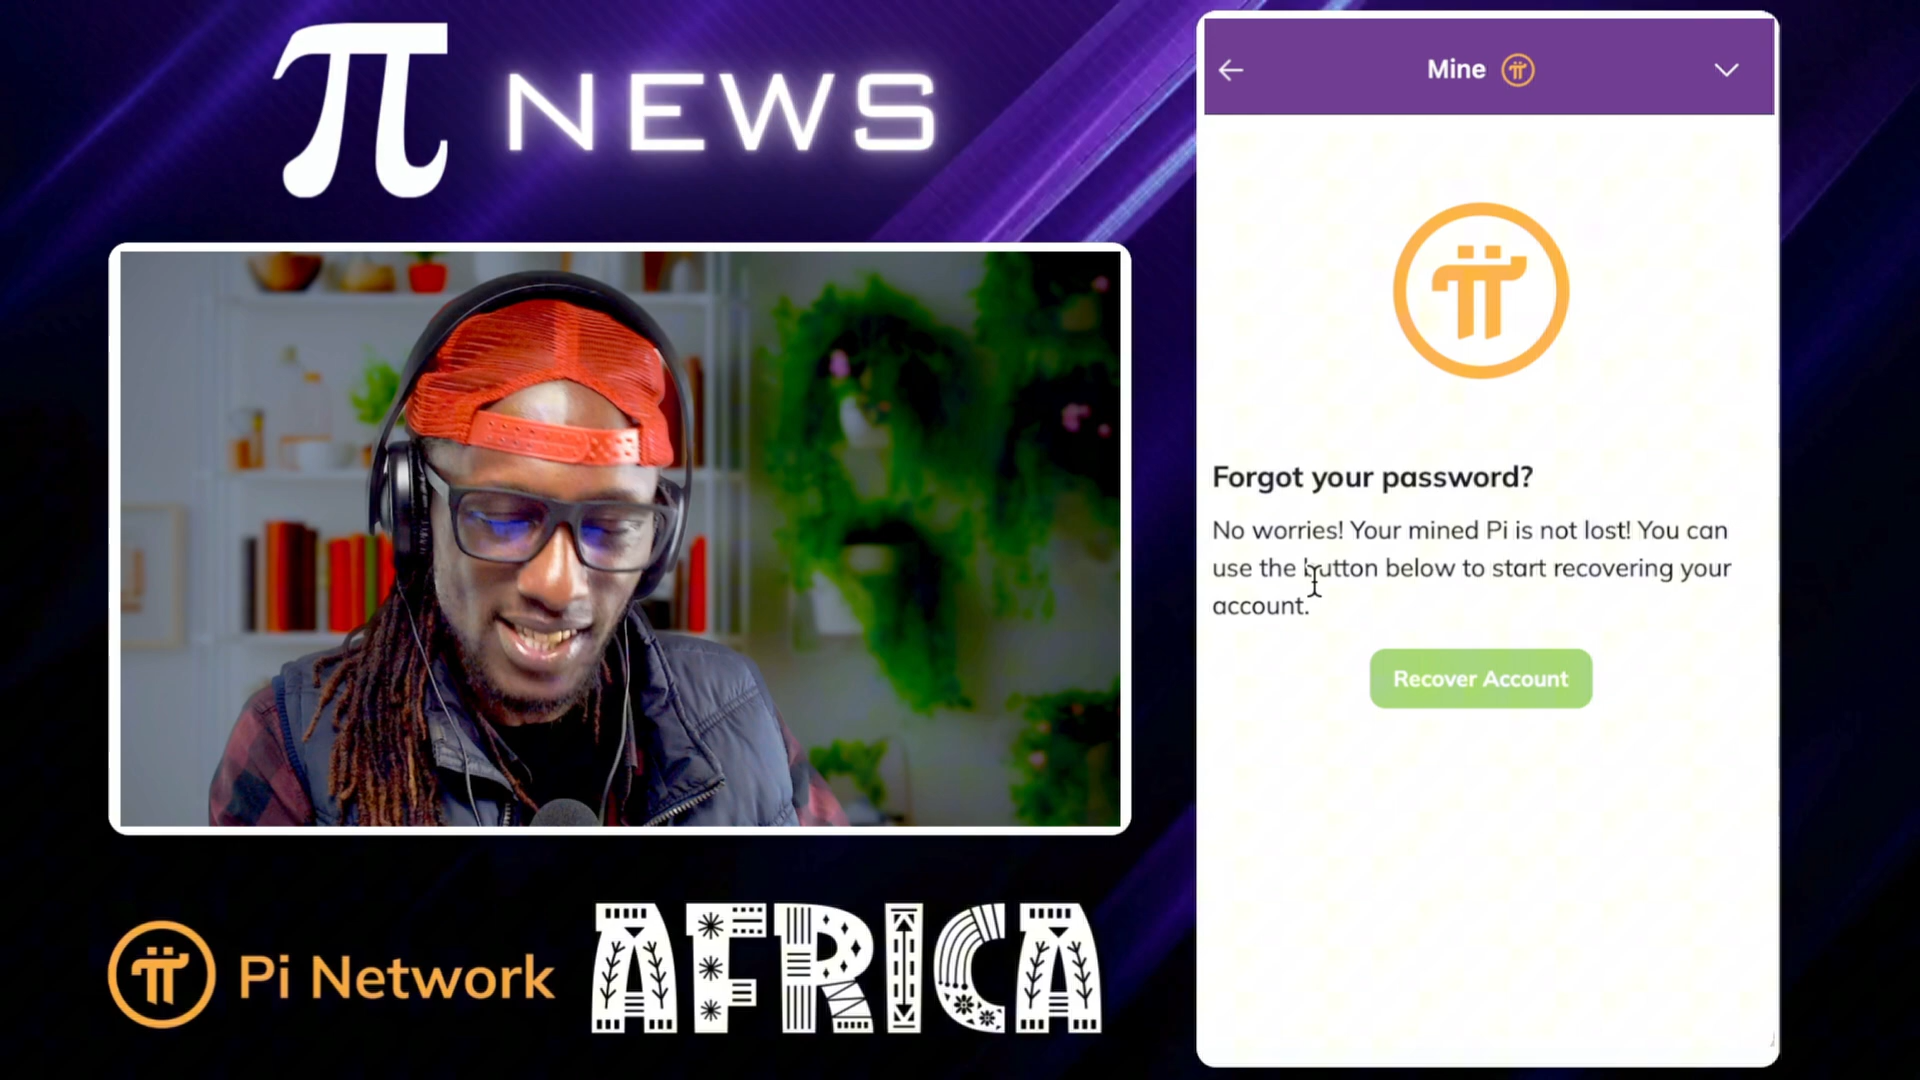 π NEWS
Pi Network
AFRICA
Mine
Forgot your password?
No worries! Your mined Pi is not lost! You can
use the button below to start recovering your
account.
Recover Account